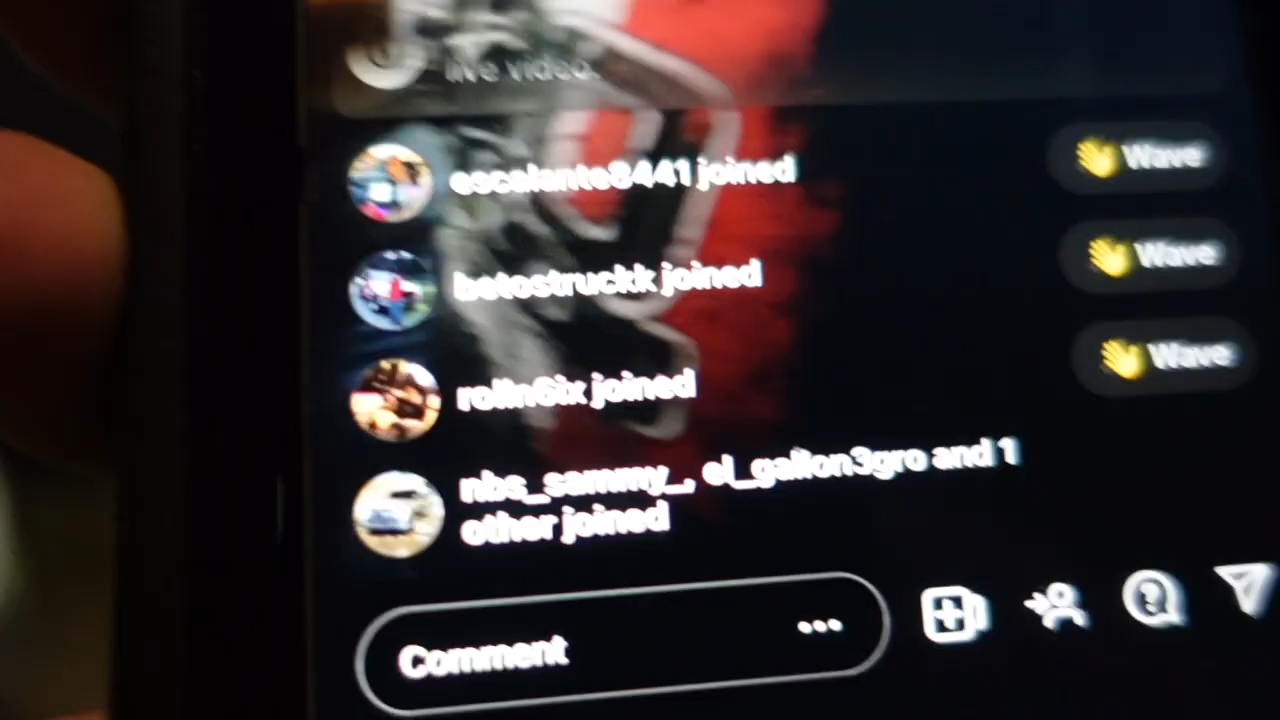 live video.
escalante8441 joined
Wave
betostruckk joined
Wave
rolln6ix joined
Wave
nbs_sammy_, el_gallon3gro and 1
other joined
Comment